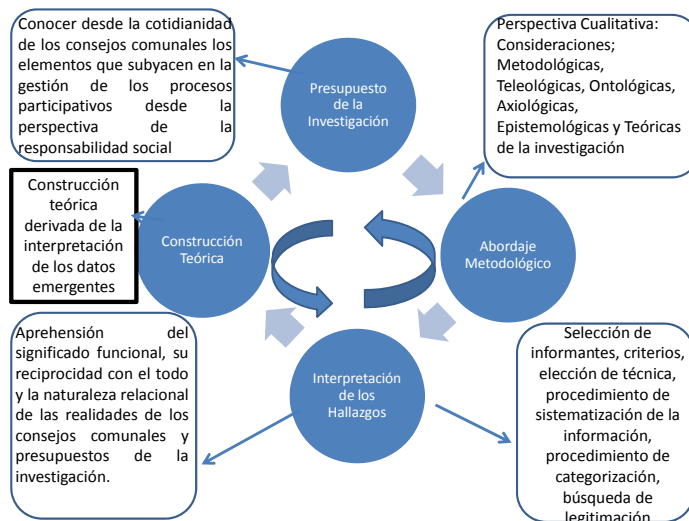 Conocer desde la cotidianidad
de los consejos comunales los
elementos que subyacen en la
gestión de los procesos
participativos desde la
perspectiva de la
responsabilidad social
Presupuesto
de la
Investigación
Perspectiva Cualitativa:
Consideraciones;
Metodológicas,
Teleológicas, Ontológicas,
Axiológicas,
Epistemológicas y Teóricas
de la investigación
Construcción
teórica
derivada de la
interpretación
de los datos
emergentes
Construcción
Teórica
Abordaje
Metodológico
Aprehensión del
significado funcional, su
reciprocidad con el todo
y la naturaleza relacional
de las realidades de los
consejos comunales y
presupuestos de la
investigación.
Interpretación
de los
Hallazgos
Selección de
informantes, criterios,
elección de técnica,
procedimiento de
sistematización de la
información,
procedimiento de
categorización,
búsqueda de
legitimación